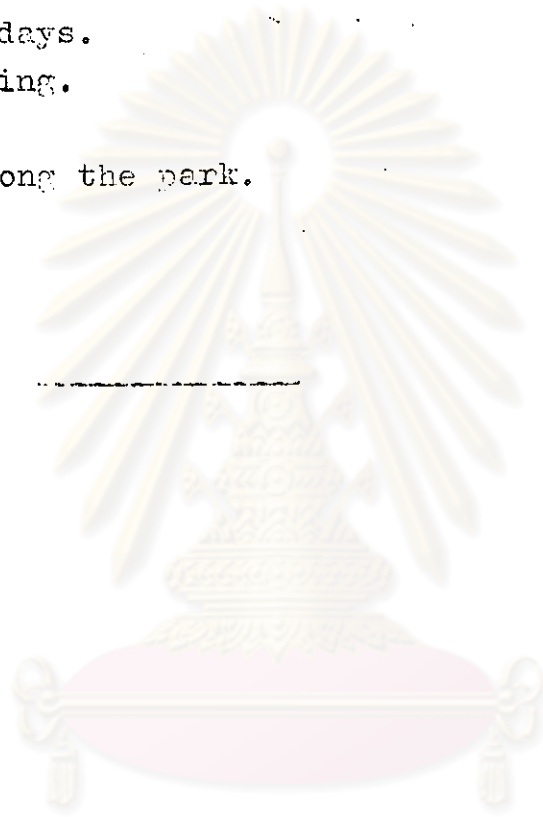 days.
ing.
ong the park.